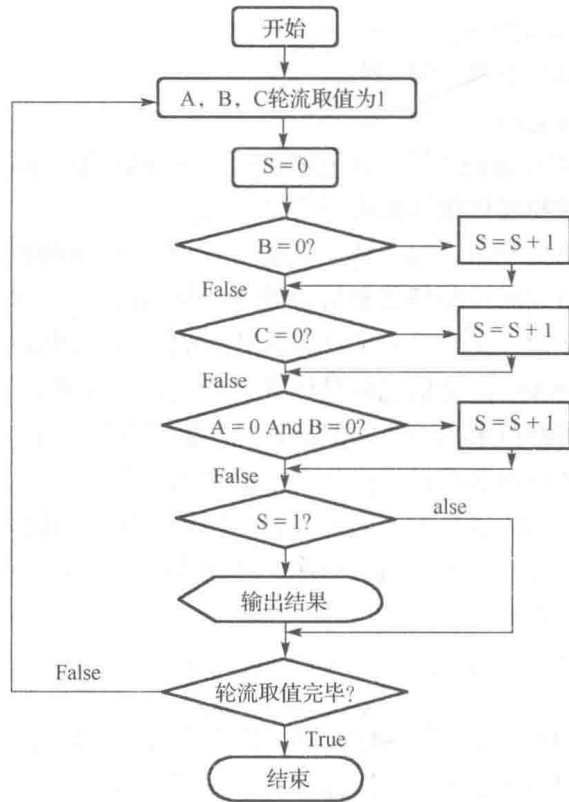 开始
A，B，C轮流取值为1
S=0
B=0?
S=S+1
False
C=0?
S=S+1
False
A=0 And B=0?
S=S+1
False
S=1?
alse
输出结果
False
轮流取值完毕?
True
结束